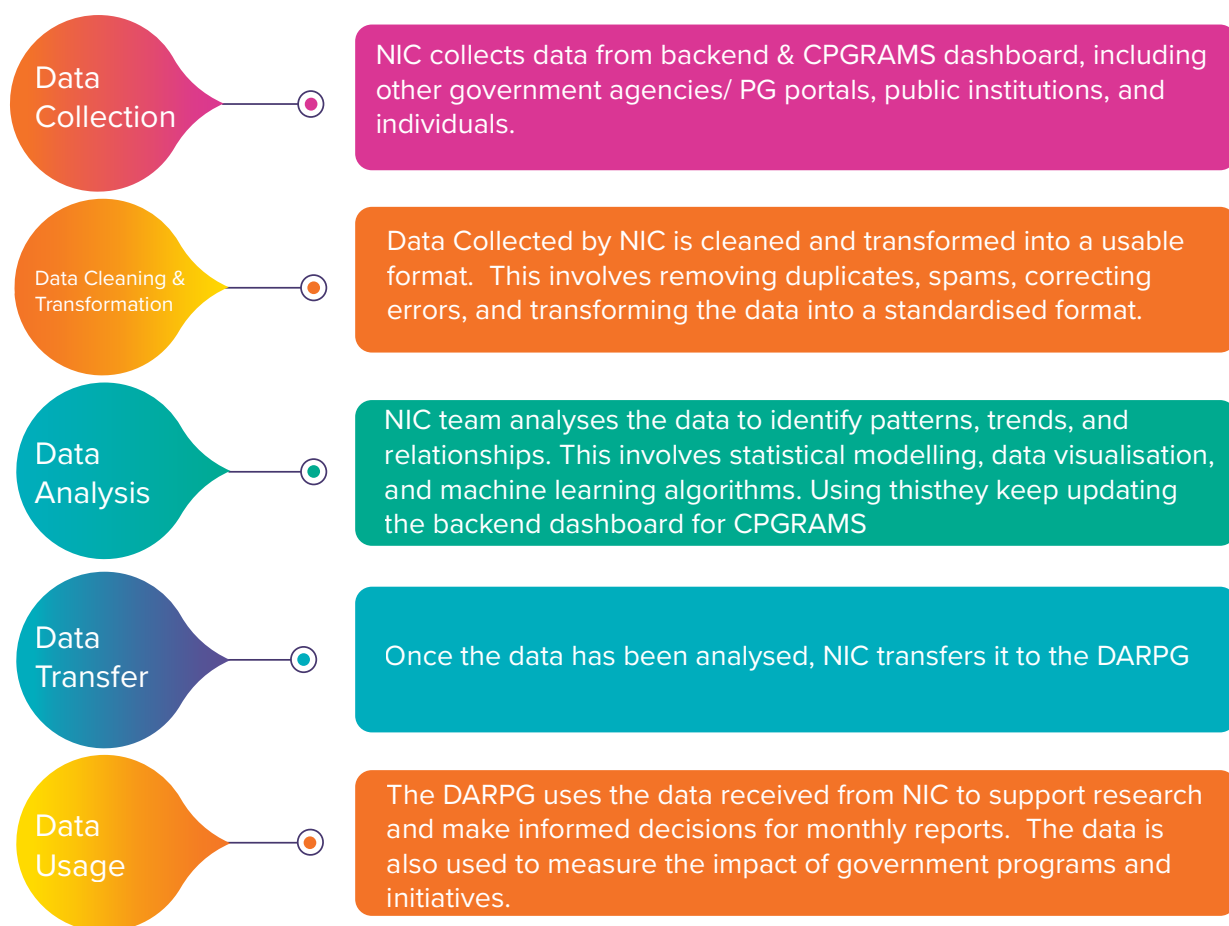 Data
Collection
NIC collects data from backend & CPGRAMS dashboard, including
other government agencies/ PG portals, public institutions, and
individuals.
Data Cleaning &
Transformation
Data Collected by NIC is cleaned and transformed into a usable
format.  This involves removing duplicates, spams, correcting
errors, and transforming the data into a standardised format.
Data
Analysis
NIC team analyses the data to identify patterns, trends, and
relationships. This involves statistical modelling, data visualisation,
and machine learning algorithms. Using thisthey keep updating
the backend dashboard for CPGRAMS
Data
Transfer
Once the data has been analysed, NIC transfers it to the DARPG
Data
Usage
The DARPG uses the data received from NIC to support research
and make informed decisions for monthly reports.  The data is
also used to measure the impact of government programs and
initiatives.